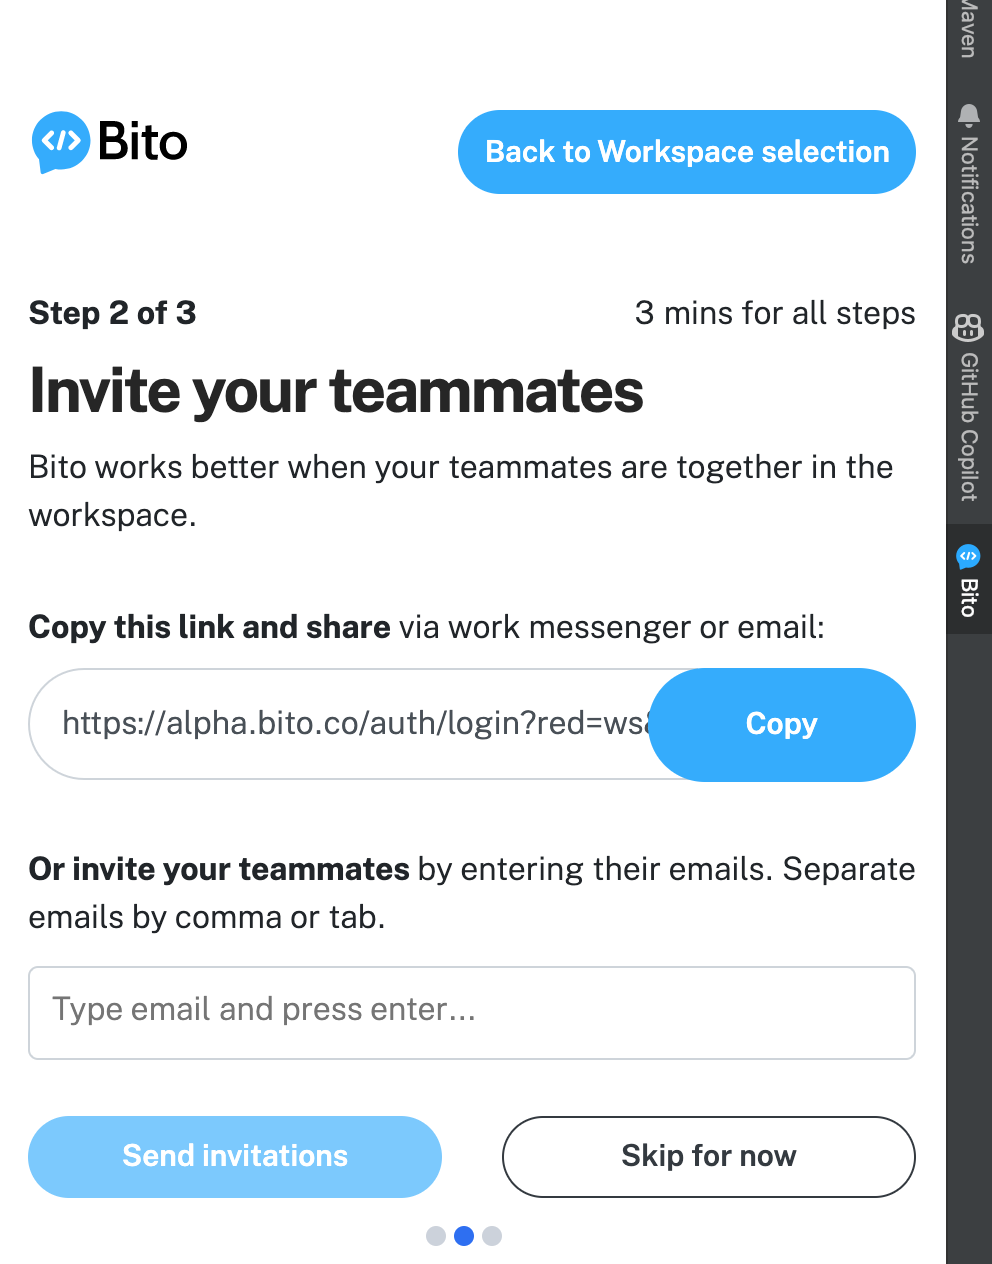 Bito
Back to Workspace selection
Step 2 of 3
3 mins for all steps
Invite your teammates
Bito works better when your teammates are together in the
workspace.
Copy this link and share via work messenger or email:
https://alpha.bito.co/auth/login?red=ws&
Copy
Or invite your teammates by entering their emails. Separate
emails by comma or tab.
Type email and press enter...
Send invitations
Skip for now
Maven
Notifications
GitHub Copilot
Bito